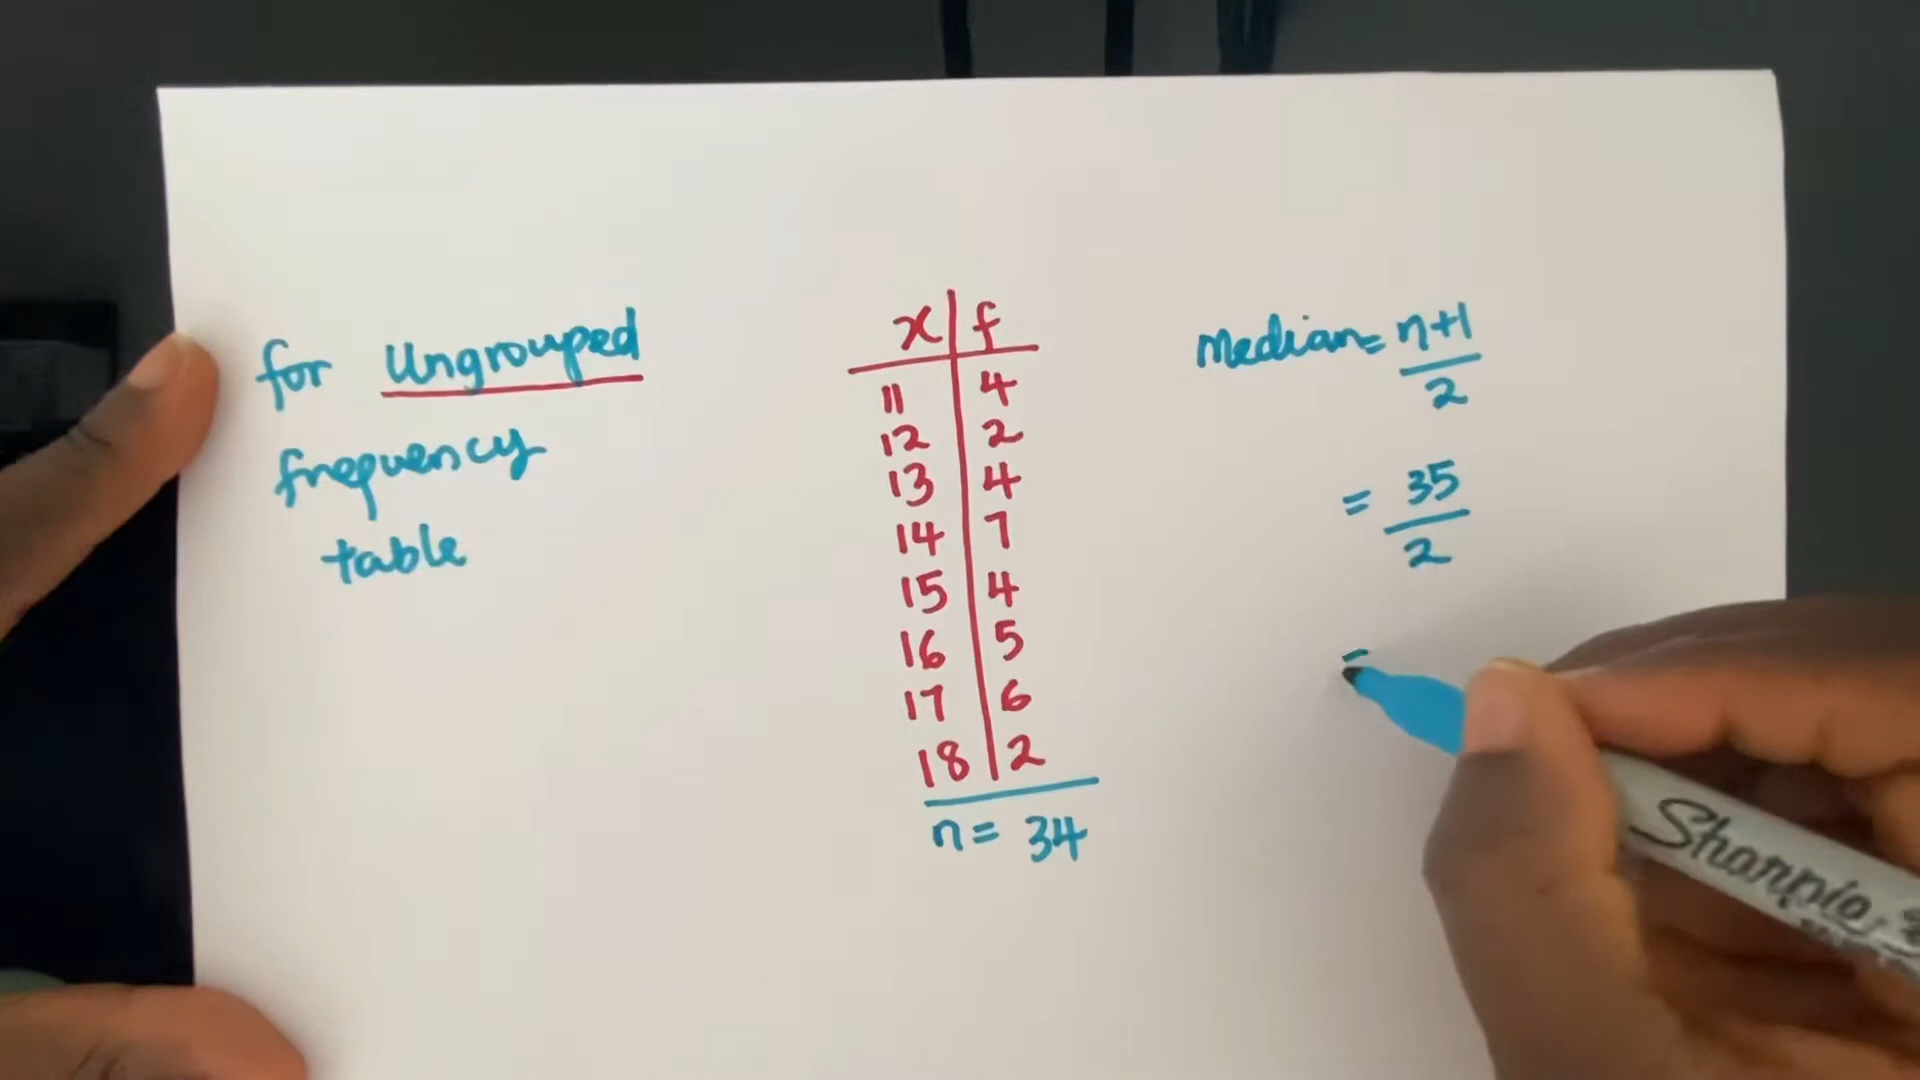 for Ungrouped
frequency
table
x f
11 4
12 2
13 4
14 7
15 4
16 5
17 6
18 2
n = 34
Median = n+1
2
= 35
2
Sharpie